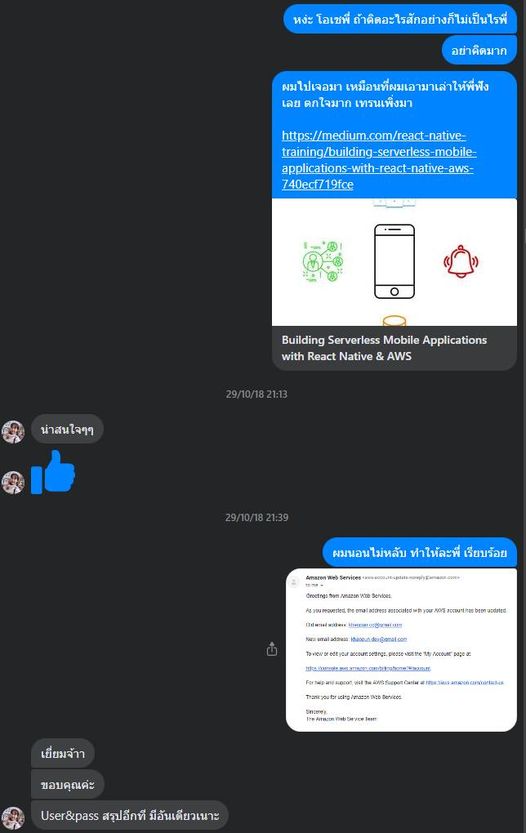 หง่ะ โอเชพี่ ถ้าติดอะไรสักอย่างก็ไม่เป็นไรพี่
อย่าคิดมาก
ผมไปเจอมา เหมือนที่ผมเอามาเล่าให้พี่ฟัง
เลย ตกใจมาก เทรนเพิ่งมา
https://medium.com/react-native-
training/building-serverless-mobile-
applications-with-react-native-aws-
740ecf719fce
Building Serverless Mobile Applications
with React Native & AWS
29/10/18 21:13
น่าสนใจๆๆ
29/10/18 21:39
ผมนอนไม่หลับ ทำให้ละพี่ เรียบร้อย
Amazon Web Services
to me
Greetings from Amazon Web Services,
As you requested, the email address associated with your AWS account has been updated.
Old email address:
New email address:
To view or edit your account settings, please visit the "My Account" page at
For help and support, visit the AWS Support Center at
Thank you for using Amazon Web Services.
Sincerely,
The Amazon Web Service Team
เยี่ยมจ้าา
ขอบคุณค่ะ
User&pass สรุปอีกที มีอันเดียวเนาะ